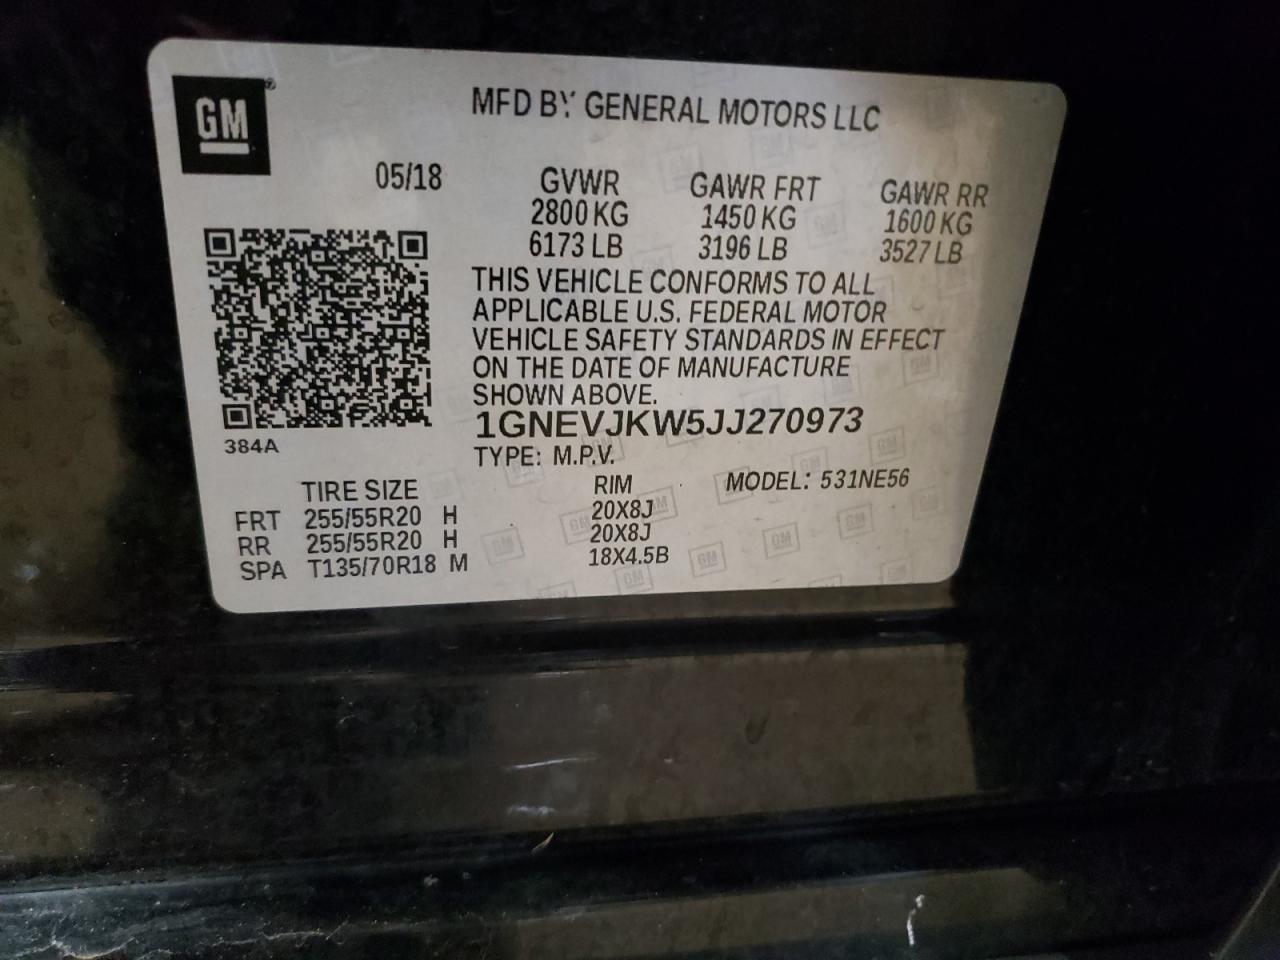 GM
MFD BY GENERAL MOTORS LLC
05/18 GVWR GAWR FRT GAWR RR
2800 KG 1450 KG 1600 KG
6173 LB 3196 LB 3527 LB
THIS VEHICLE CONFORMS TO ALL
APPLICABLE U.S. FEDERAL MOTOR
VEHICLE SAFETY STANDARDS IN EFFECT
ON THE DATE OF MANUFACTURE
SHOWN ABOVE.
1GNEVJKW5JJ270973
384A
TYPE: M.P.V.
TIRE SIZE RIM MODEL: 531NE56
FRT 255/55R20 H 20X8J
RR 255/55R20 H 20X8J
SPA T135/70R18 M 18X4.5B